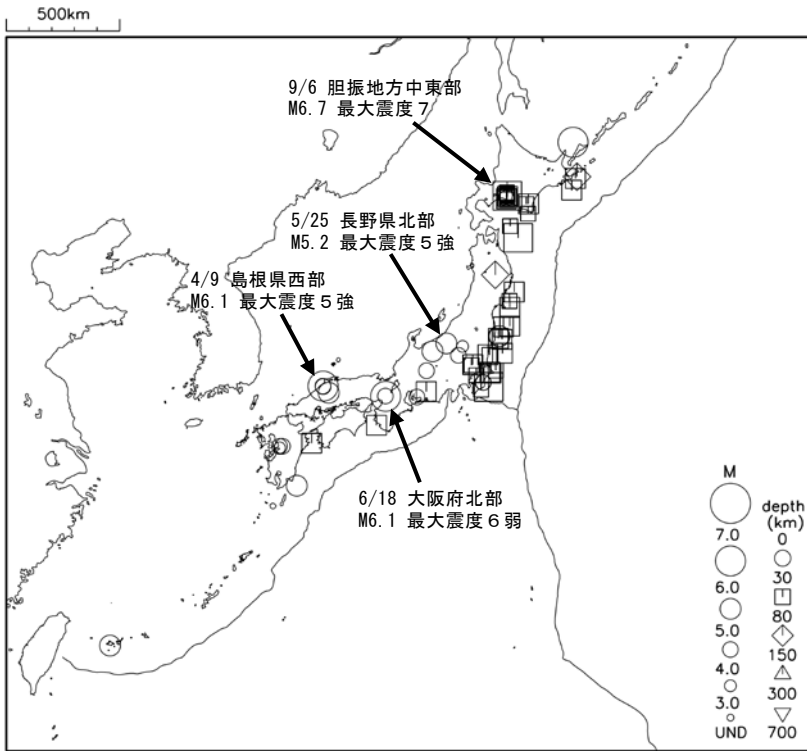 500km
9/6 胆振地方中東部
M6.7 最大震度７
5/25 長野県北部
M5.2 最大震度５強
4/9 島根県西部
M6.1 最大震度５強
6/18 大阪府北部
M6.1 最大震度６弱
M
7.0
6.0
5.0
4.0
3.0
UND
depth
(km)
0
30
80
150
300
700